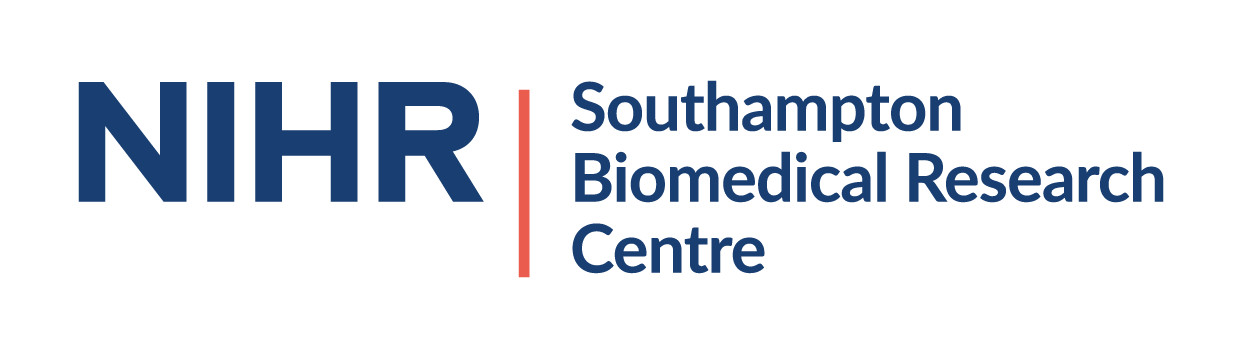 NIHR
Southampton
Biomedical Research
Centre